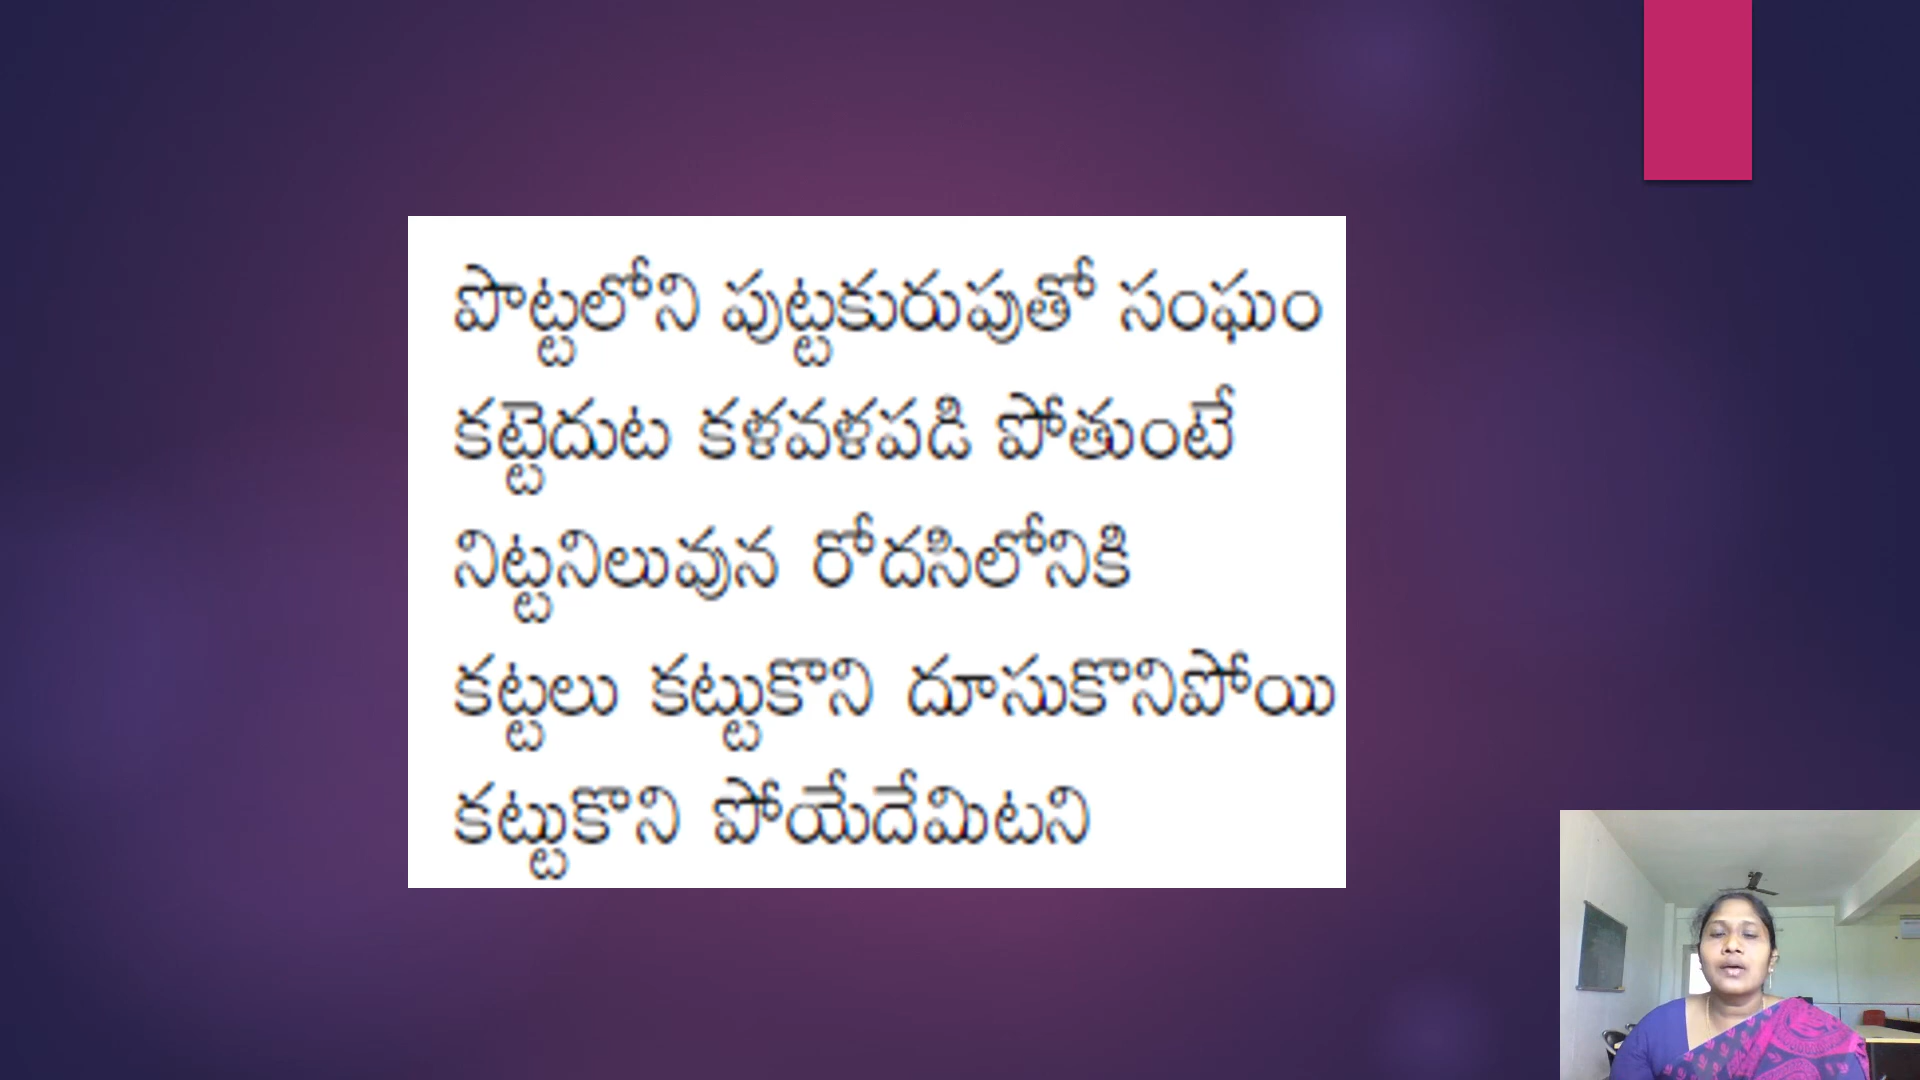 పొట్టలోని పుట్టకురుపుతో సంఘం
కట్టెదుట కళవళపడి పోతుంటే
నిట్టనిలువున రోదసిలోనికి
కట్టలు కట్టుకొని దూసుకొనిపోయి
కట్టుకొని పోయేదేమిటని